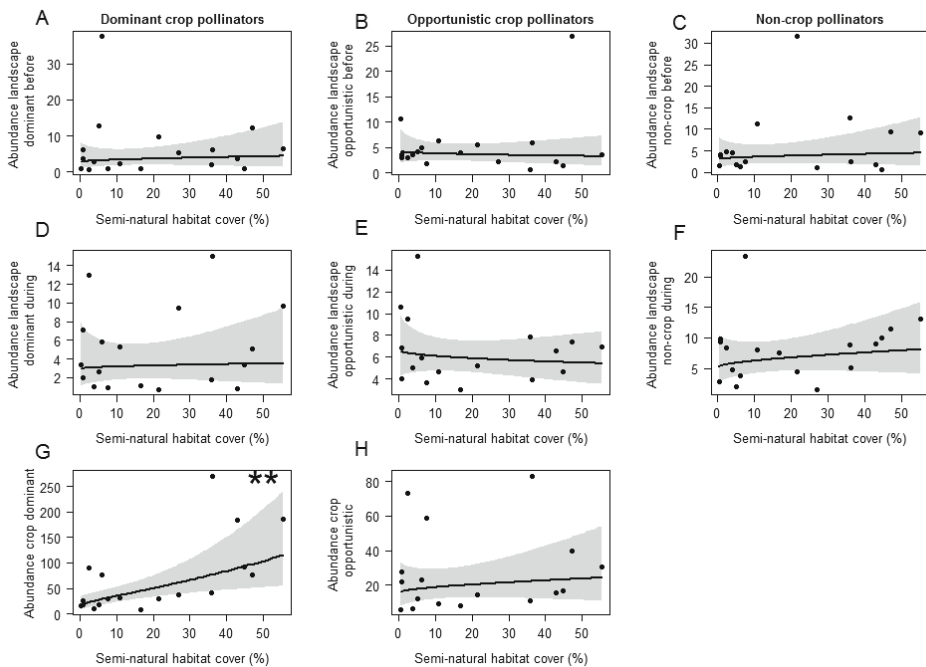 A
Dominant crop pollinators
Abundance landscape
dominant before
30
20
10
0
0 10 20 30 40 50
Semi-natural habitat cover (%)
B
Opportunistic crop pollinators
Abundance landscape
opportunistic before
25
20
15
10
5
0
0 10 20 30 40 50
Semi-natural habitat cover (%)
C
Non-crop pollinators
Abundance landscape
non-crop before
30
25
20
15
10
5
0
0 10 20 30 40 50
Semi-natural habitat cover (%)
D
Abundance landscape
dominant during
14
12
10
8
6
4
2
0 10 20 30 40 50
Semi-natural habitat cover (%)
E
Abundance landscape
opportunistic during
14
12
10
8
6
4
0 10 20 30 40 50
Semi-natural habitat cover (%)
F
Abundance landscape
non-crop during
20
15
10
5
0 10 20 30 40 50
Semi-natural habitat cover (%)
G
Abundance crop dominant
250
200
150
100
50
0
**
0 10 20 30 40 50
Semi-natural habitat cover (%)
H
Abundance crop
opportunistic
80
60
40
20
0 10 20 30 40 50
Semi-natural habitat cover (%)